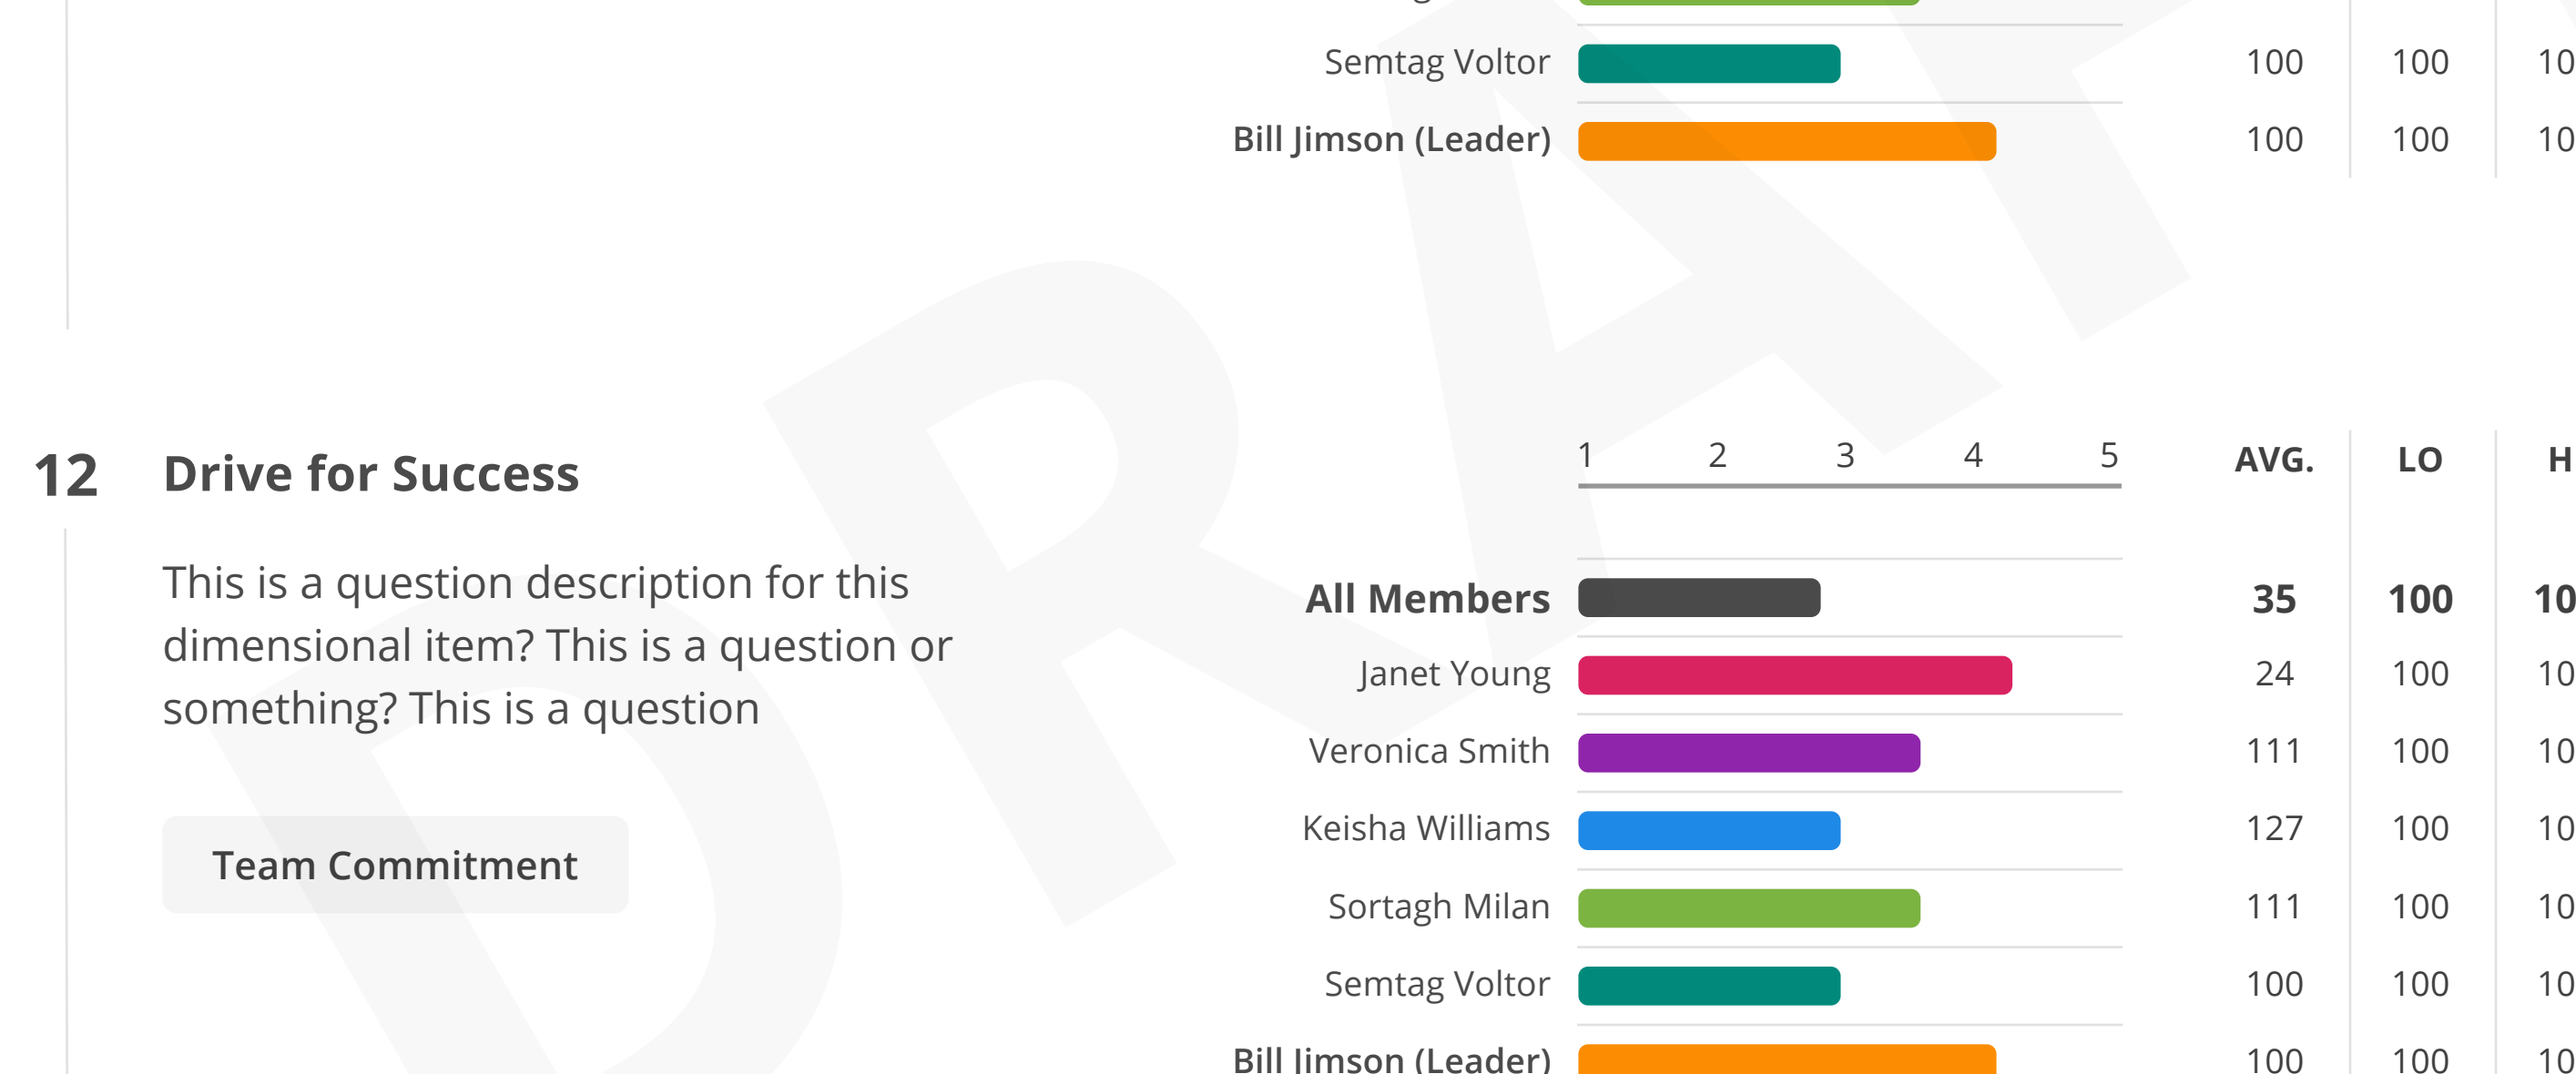 Semtag Voltor 100 100 10
Bill Jimson (Leader) 100 100 10
12 Drive for Success 1 2 3 4 5 AVG. LO H
This is a question description for this
dimensional item? This is a question or
something? This is a question
Team Commitment
All Members 35 100 10
Janet Young 24 100 10
Veronica Smith 111 100 10
Keisha Williams 127 100 10
Sortagh Milan 111 100 10
Semtag Voltor 100 100 10
Bill Jimson (Leader) 100 100 10
DRA